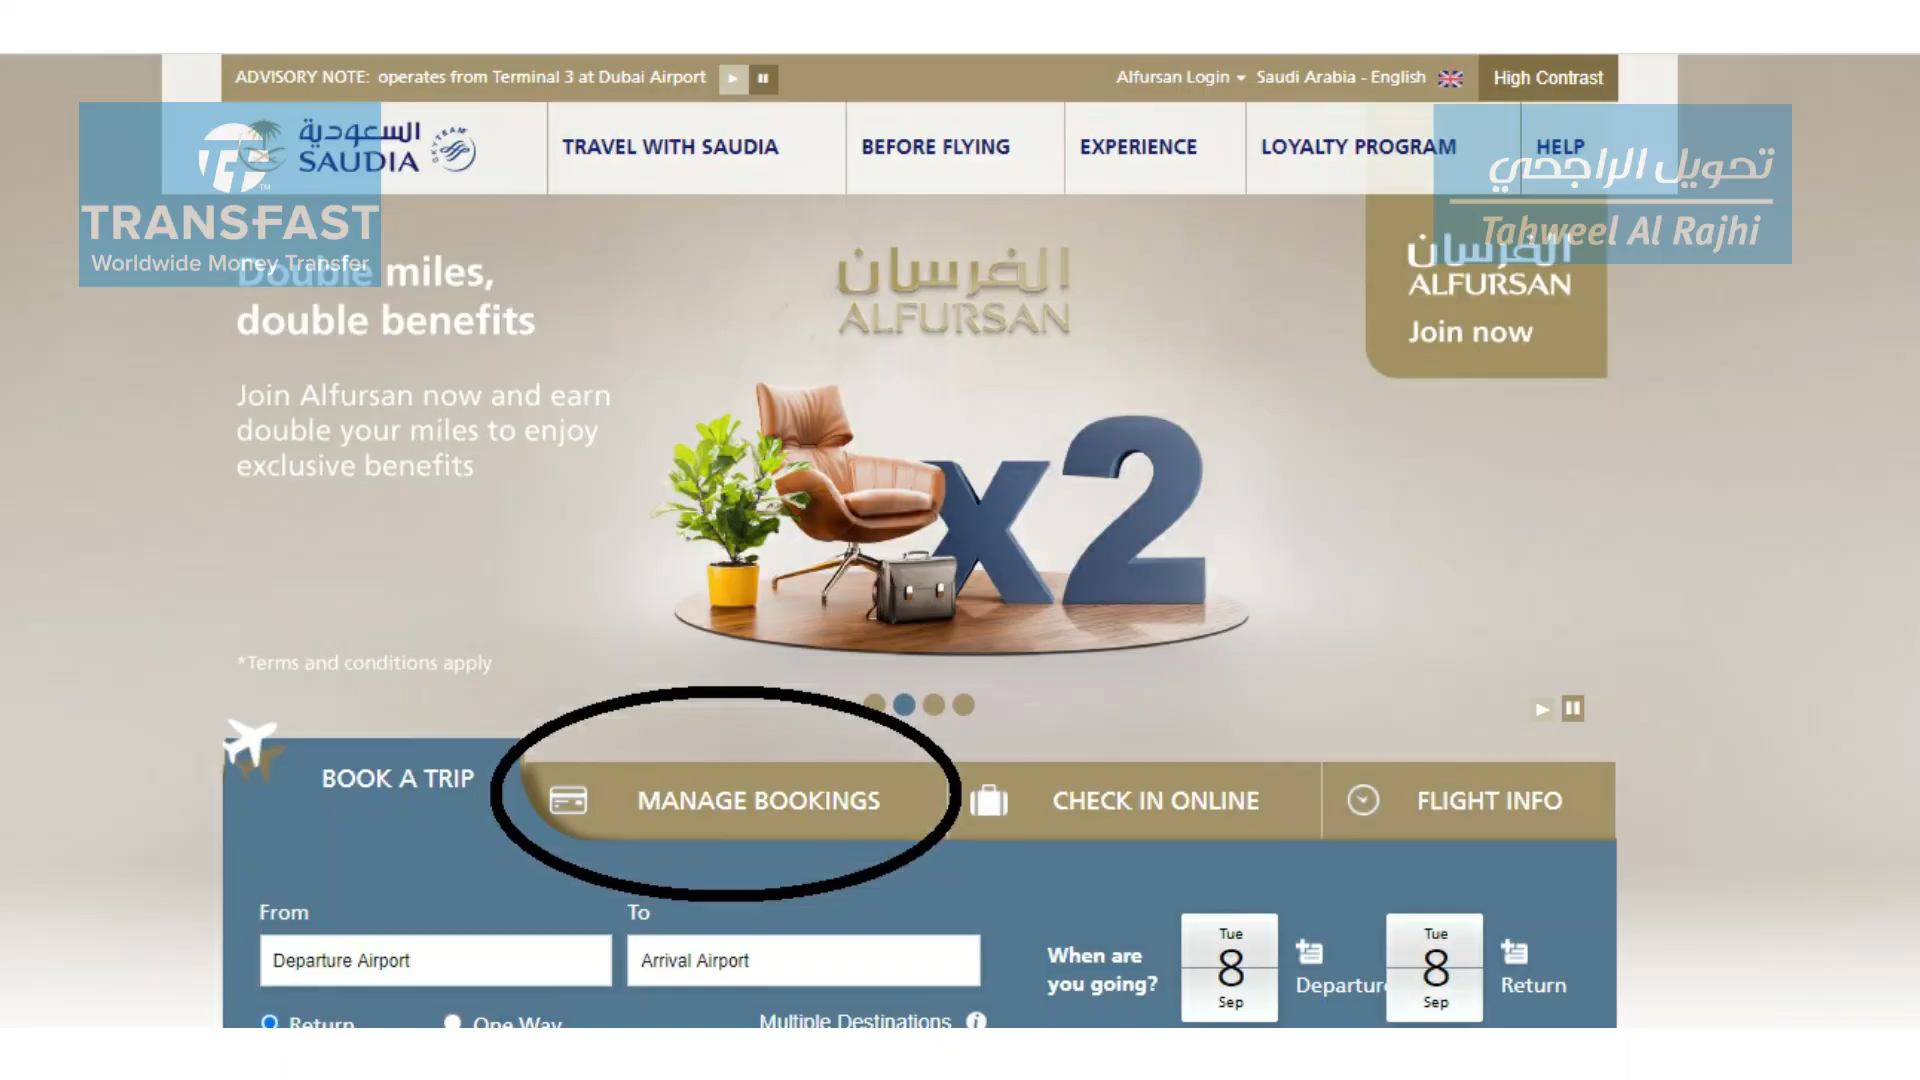 ADVISORY NOTE: operates from Terminal 3 at Dubai Airport
Alfursan Login
Saudi Arabia - English
High Contrast
السعودية
SAUDIA
SKYTEAM
TRAVEL WITH SAUDIA
BEFORE FLYING
EXPERIENCE
LOYALTY PROGRAM
HELP
TRANSFAST
Worldwide Money Transfer
تحويل الراجحي
Tahweel Al Rajhi
Double miles,
double benefits
الفرسان
ALFURSAN
الفرسان
ALFURSAN
Join now
Join Alfursan now and earn
double your miles to enjoy
exclusive benefits
x2
*Terms and conditions apply
BOOK A TRIP
MANAGE BOOKINGS
CHECK IN ONLINE
FLIGHT INFO
From
To
Departure Airport
Arrival Airport
When are
you going?
Tue
8
Sep
Departure
Tue
8
Sep
Return
Return
One Way
Multiple Destinations i